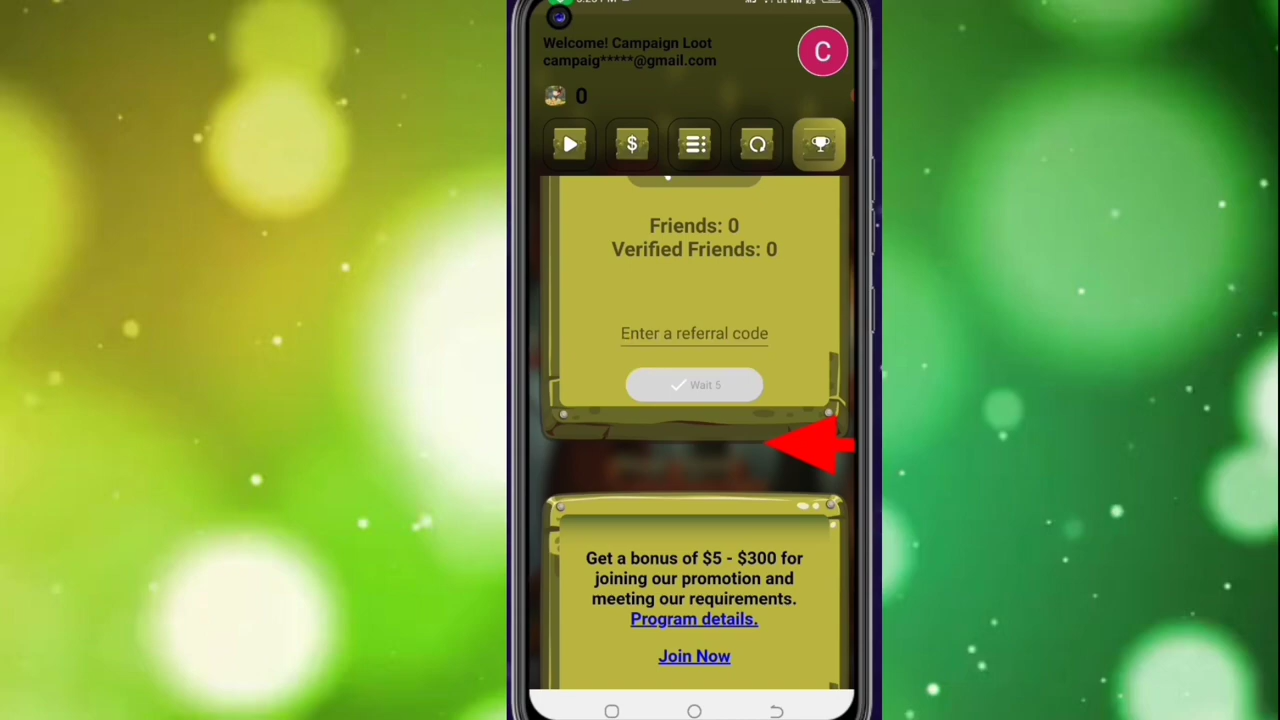 Welcome! Campaign Loot
campaig*****@gmail.com
C
0
$
Friends: 0
Verified Friends: 0
Enter a referral code
Wait 5
Get a bonus of $5 - $300 for
joining our promotion and
meeting our requirements.
Program details.
Join Now